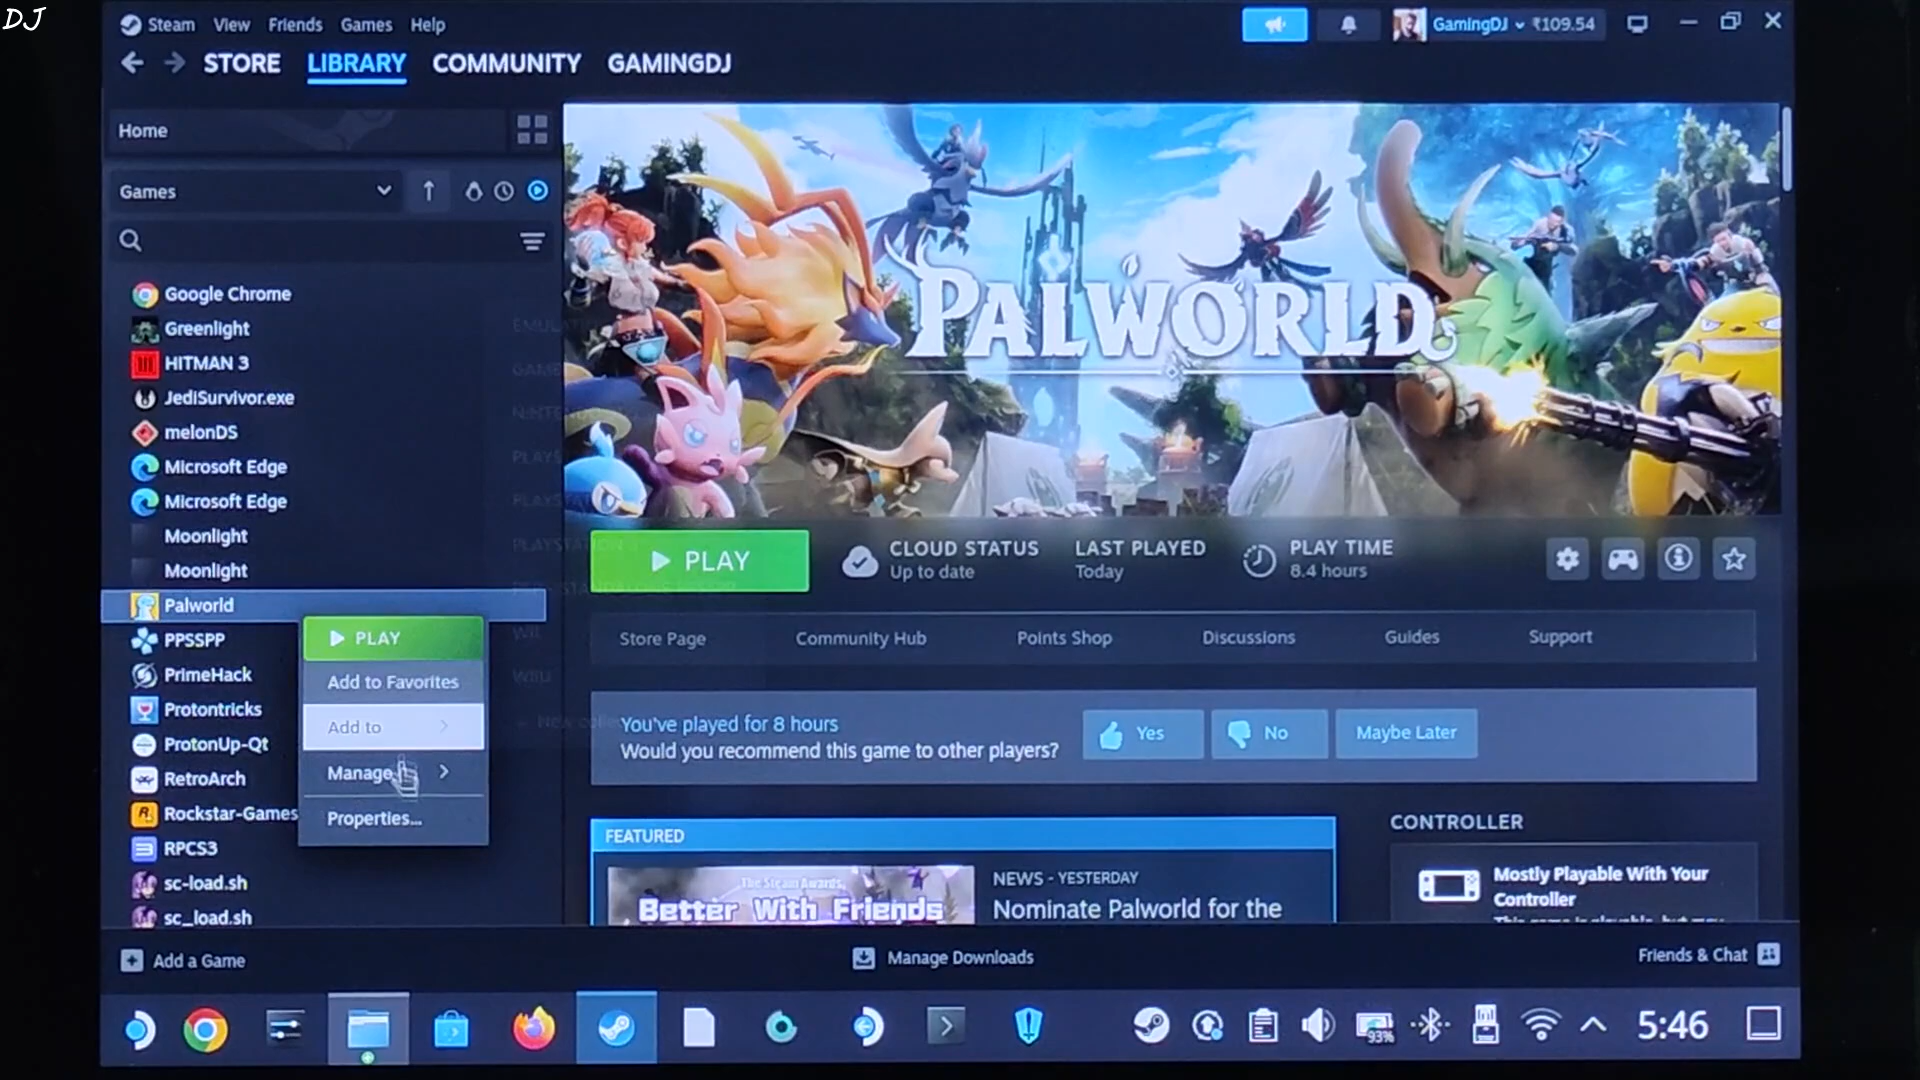 DJ
Steam View Friends Games Help
GamingDJ ₹109.54
STORE LIBRARY COMMUNITY GAMINGDJ
Home
Games
Google Chrome
Greenlight
HITMAN 3
JediSurvivor.exe
melonDS
Microsoft Edge
Microsoft Edge
Moonlight
Moonlight
Palworld
PPSSPP
PrimeHack
Protontricks
ProtonUp-Qt
RetroArch
Rockstar-Games
RPCS3
sc-load.sh
sc_load.sh
PLAY
Add to Favorites
Add to
Manage
Properties...
PALWORLD
PLAY
CLOUD STATUS
Up to date
LAST PLAYED
Today
PLAY TIME
8.4 hours
Store Page Community Hub Points Shop Discussions Guides Support
You've played for 8 hours
Would you recommend this game to other players?
Yes No Maybe Later
FEATURED
The Steam Awards
Better With Friends
NEWS - YESTERDAY
Nominate Palworld for the
CONTROLLER
Mostly Playable With Your
Controller
Add a Game
Manage Downloads
Friends & Chat
93%
5:46